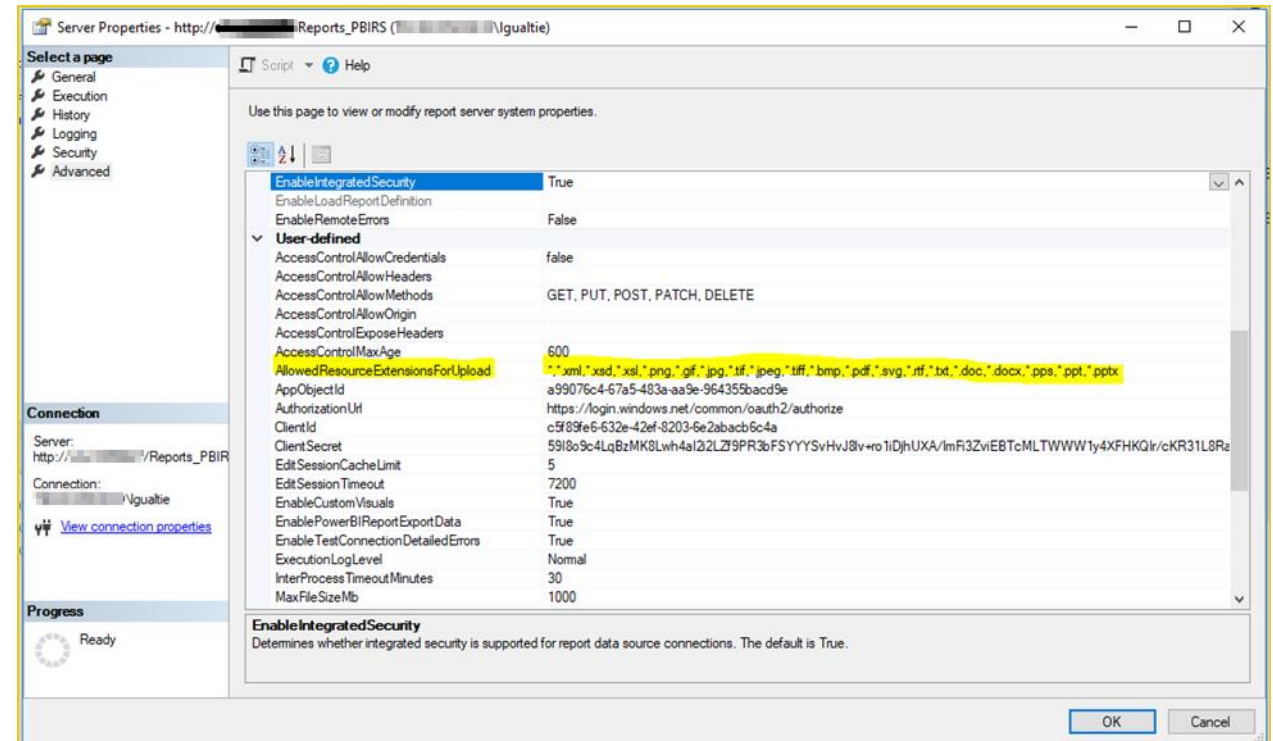 Server Properties - http:// Reports_PBIRS ( \Igualtie)
Select a page
General
Execution
History
Logging
Security
Advanced
Script Help
Use this page to view or modify report server system properties.
EnableIntegratedSecurity True
EnableLoadReportDefinition
EnableRemoteErrors False
User-defined
AccessControlAllowCredentials false
AccessControlAllowHeaders
AccessControlAllowMethods GET, PUT, POST, PATCH, DELETE
AccessControlAllowOrigin
AccessControlExposeHeaders
AccessControlMaxAge 600
AllowedResourceExtensionsForUpload *,*.xml,*.xsd,*.xsl,*.png,*.gif,*.jpg,*.tif,*.jpeg,*.tiff,*.bmp,*.pdf,*.svg,*.rtf,*.txt,*.doc,*.docx,*.pps,*.ppt,*.pptx
AppObjectId a99076c4-67a5-483a-aa9e-964355bacd9e
AuthorizationUrl https://login.windows.net/common/oauth2/authorize
ClientId c5f89fe6-632e-42ef-8203-6e2abacb6c4a
ClientSecret
EditSessionCacheLimit 5
EditSessionTimeout 7200
EnableCustomVisuals True
EnablePowerBIReportExportData True
EnableTestConnectionDetailedErrors True
ExecutionLogLevel Normal
InterProcessTimeoutMinutes 30
MaxFileSizeMb 1000
Connection
Server:
http:// /Reports_PBIR
Connection:
\Igualtie
View connection properties
Progress
Ready
EnableIntegratedSecurity
Determines whether integrated security is supported for report data source connections. The default is True.
OK Cancel